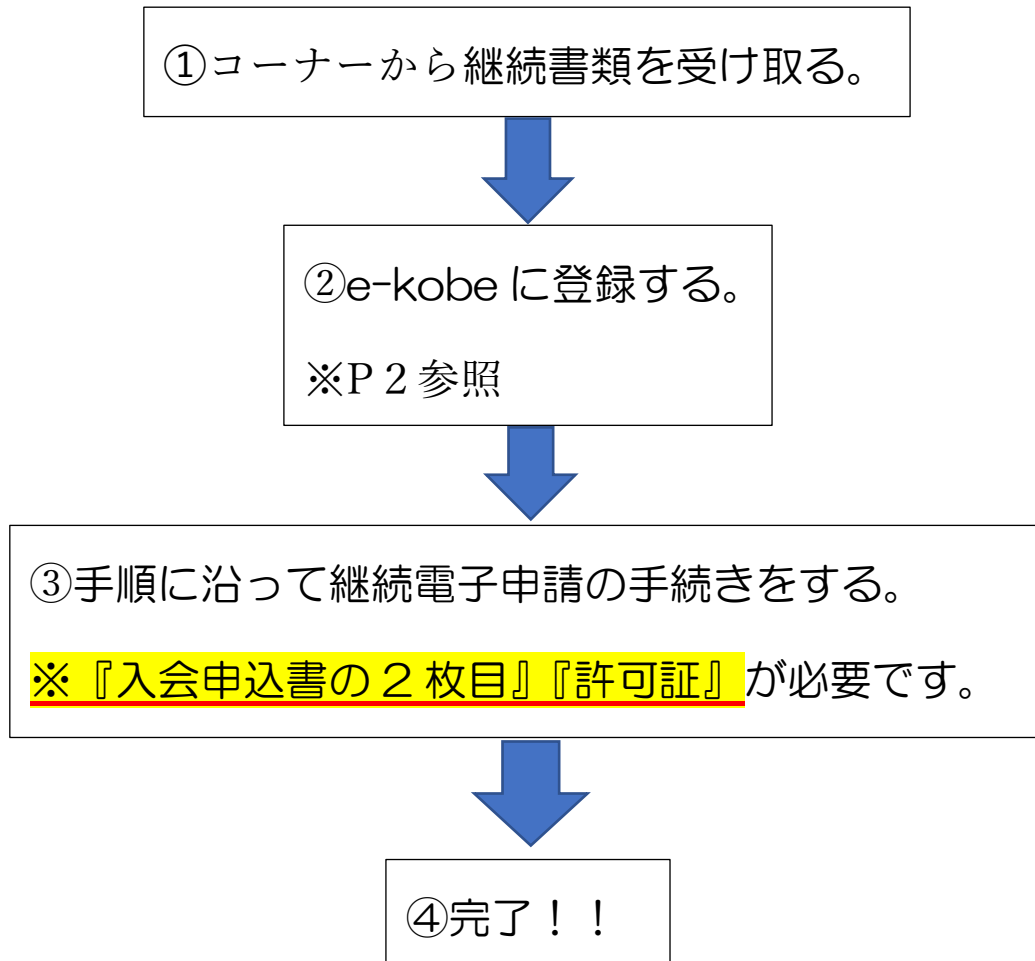 ①コーナーから継続書類を受け取る。
②e-kobe に登録する。
※P２参照
③手順に沿って継続電子申請の手続きをする。
※『入会申込書の２枚目』『許可証』が必要です。
④完了！！